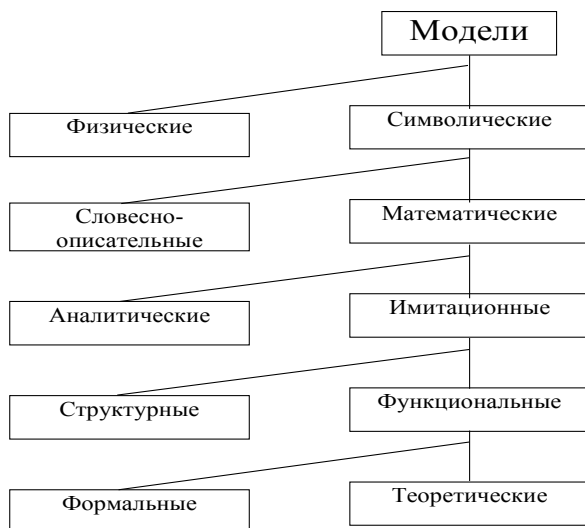 Модели
Физические
Символические
Словесно-
описательные
Математические
Аналитические
Имитационные
Структурные
Функциональные
Формальные
Теоретические